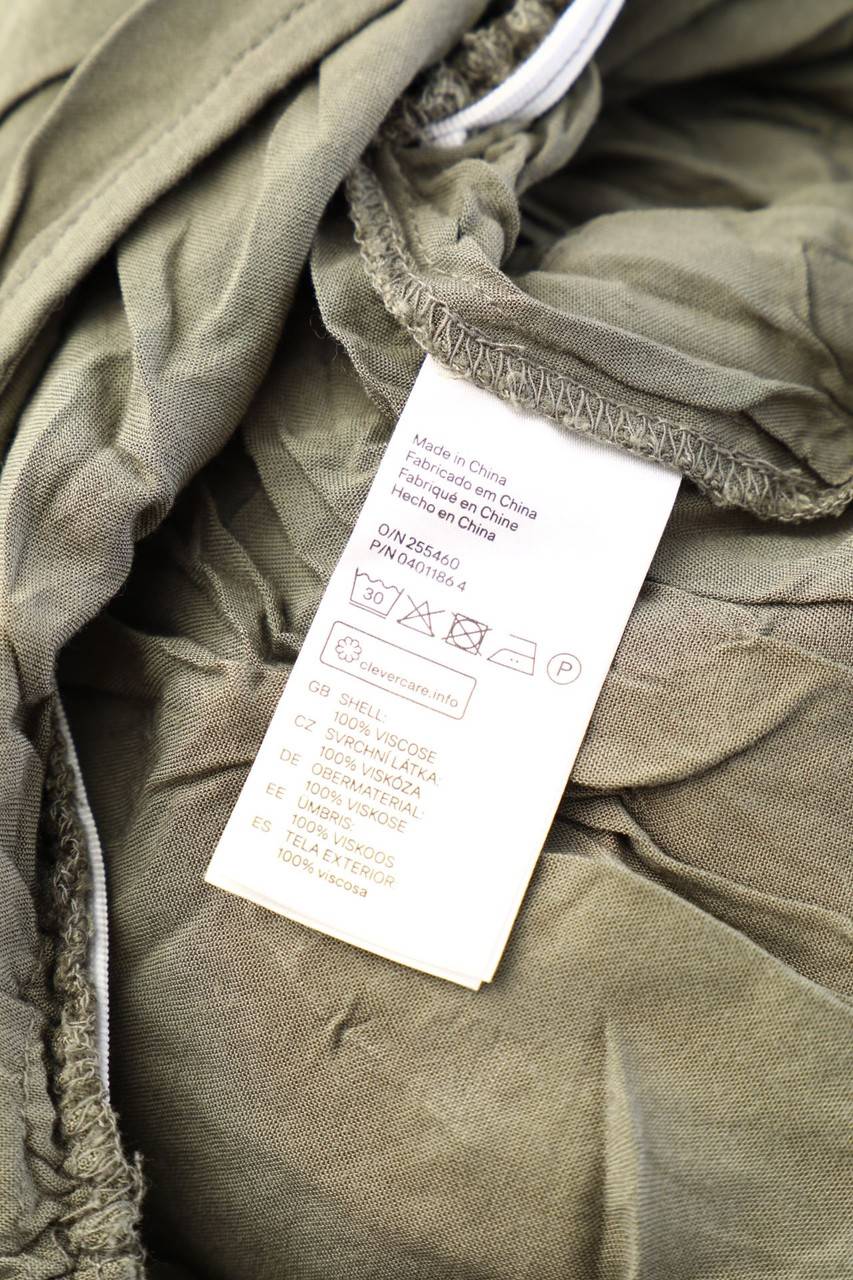 Made in China
Fabricado em China
Fabriqué en Chine
Hecho en China
O/N 255460
P/N 0401186 4
30
P
clevercare.info
GB SHELL:
100% VISCOSE
CZ SVRCHNÍ LÁTKA:
100% VISKÓZA
DE OBERMATERIAL:
100% VISKOSE
EE ÜMBRIS:
100% VISKOOS
ES TELA EXTERIOR
100% viscosa